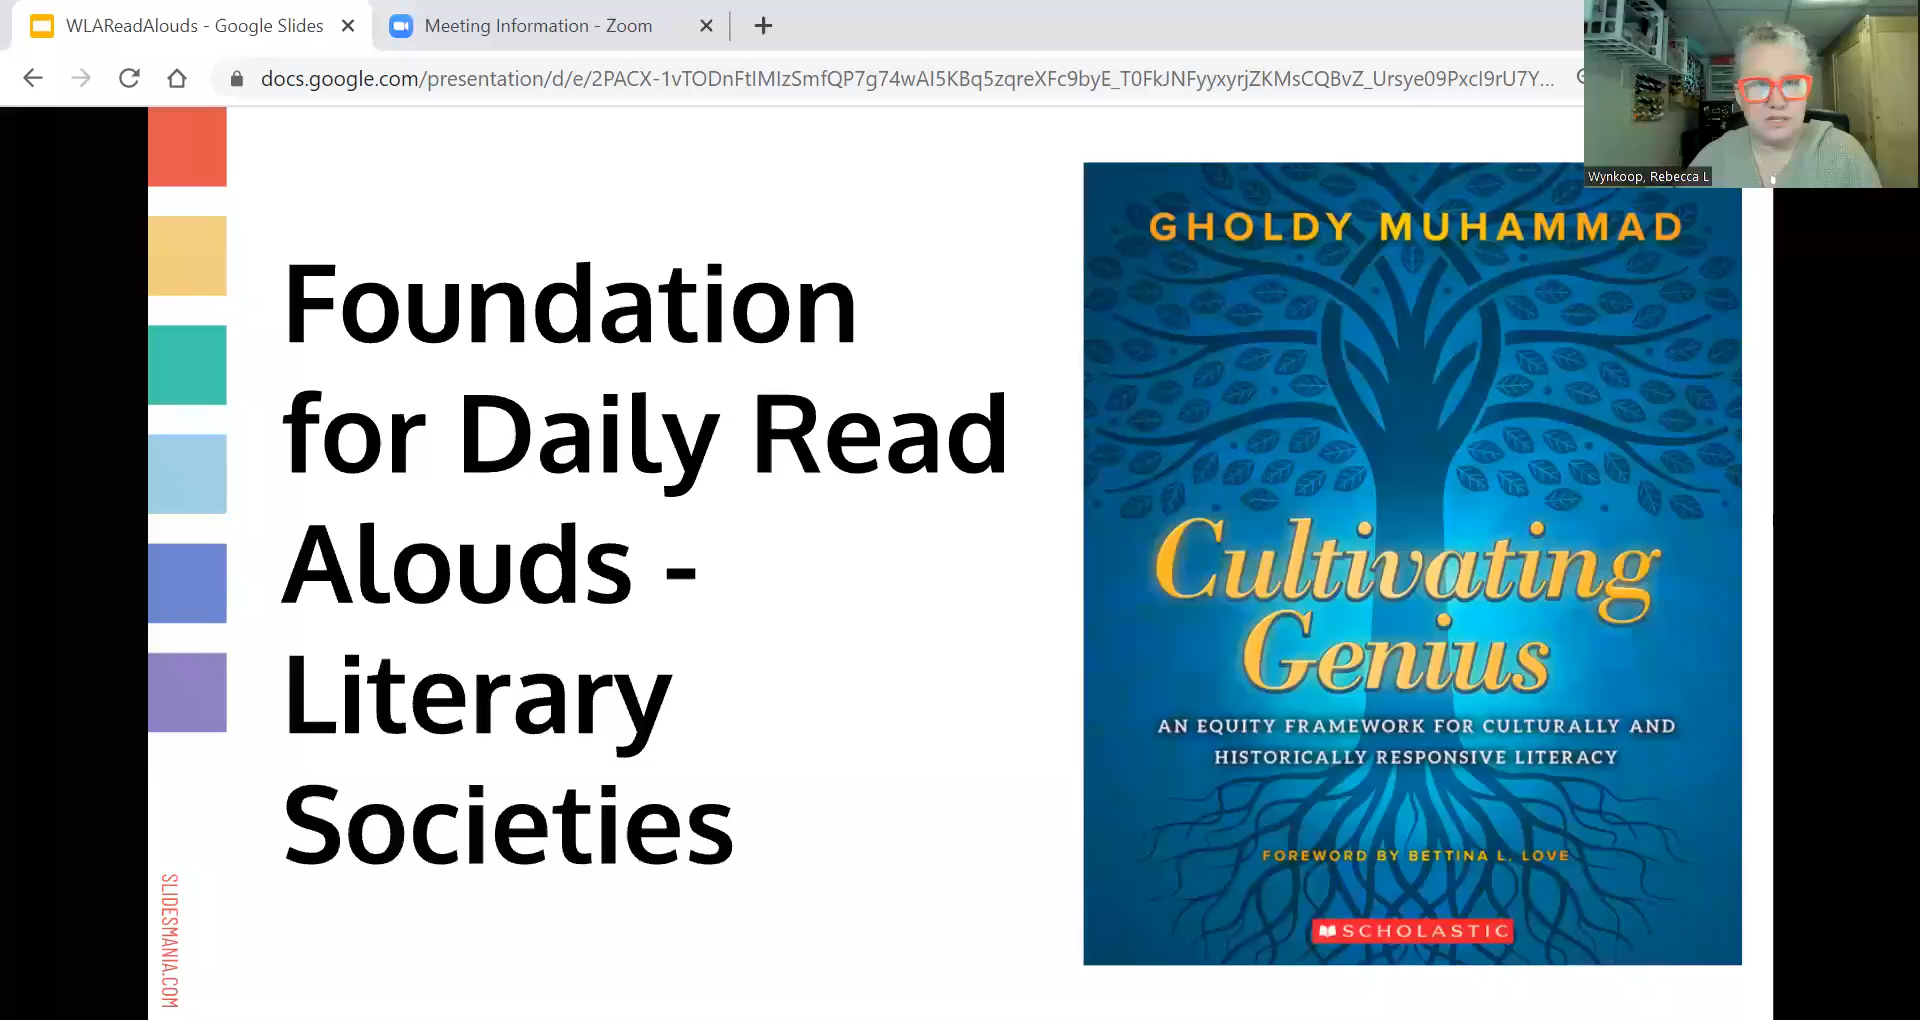 WLAReadAlouds - Google Slides
Meeting Information - Zoom
docs.google.com/presentation/d/e/2PACX-1vTODnFtIMIzSmfQP7g74wAI5KBq5zqreXFc9byE_T0FkJNFyyxyrjZKMsCQBvZ_Ursye09PxcI9rU7Y...
Wynkoop, Rebecca L
Foundation
for Daily Read
Alouds -
Literary
Societies
GHOLDY MUHAMMAD
Cultivating
Genius
AN EQUITY FRAMEWORK FOR CULTURALLY AND
HISTORICALLY RESPONSIVE LITERACY
FOREWORD BY BETTINA L. LOVE
SCHOLASTIC
SLIDESMANIA.COM